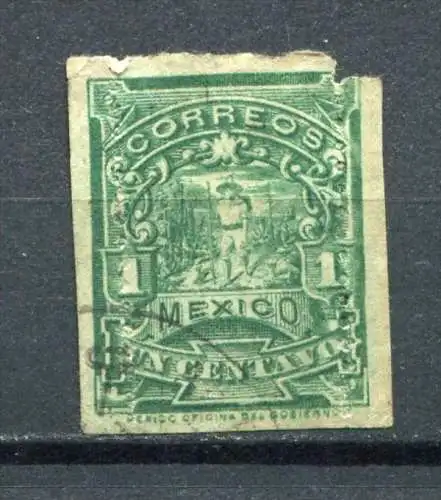 CORREOS
1 1
MEXICO
UN CENTAVO
MEXICO OFICINA DEL GOBIERNO